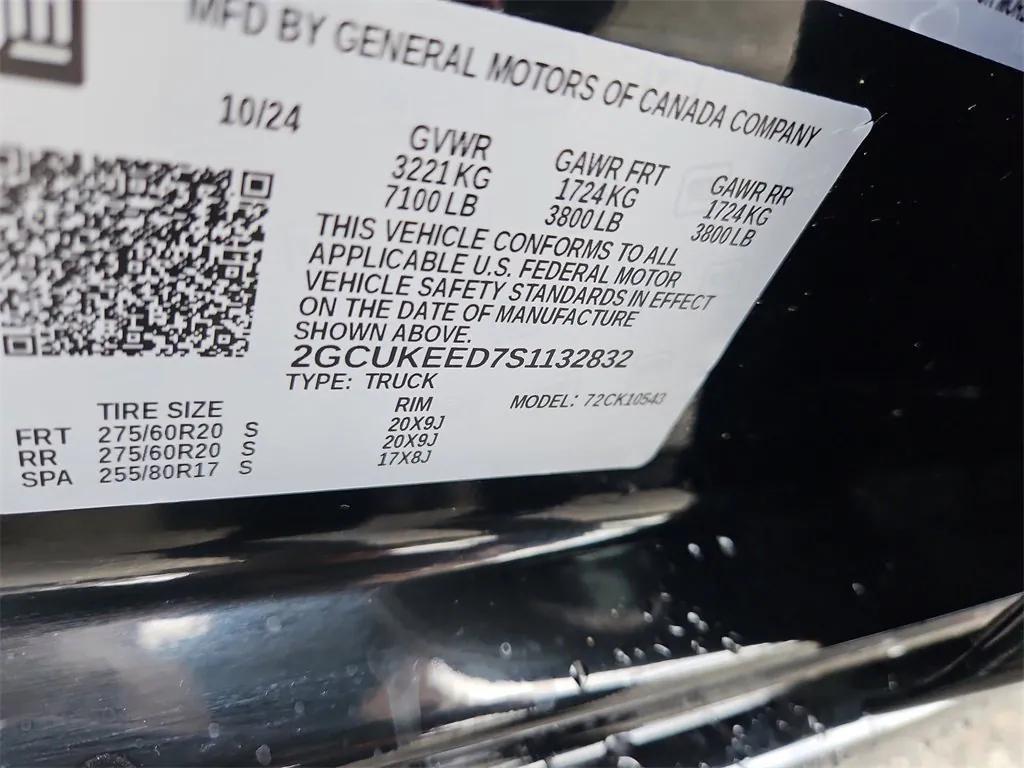 MFD BY GENERAL MOTORS OF CANADA COMPANY
10/24
GVWR GAWR FRT GAWR RR
3221 KG 1724 KG 1724 KG
7100 LB 3800 LB 3800 LB
THIS VEHICLE CONFORMS TO ALL
APPLICABLE U.S. FEDERAL MOTOR
VEHICLE SAFETY STANDARDS IN EFFECT
ON THE DATE OF MANUFACTURE
SHOWN ABOVE.
2GCUKEED7S1132832
TYPE: TRUCK MODEL: 72CK10543
TIRE SIZE RIM
FRT 275/60R20 S 20X9J
RR 275/60R20 S 20X9J
SPA 255/80R17 S 17X8J